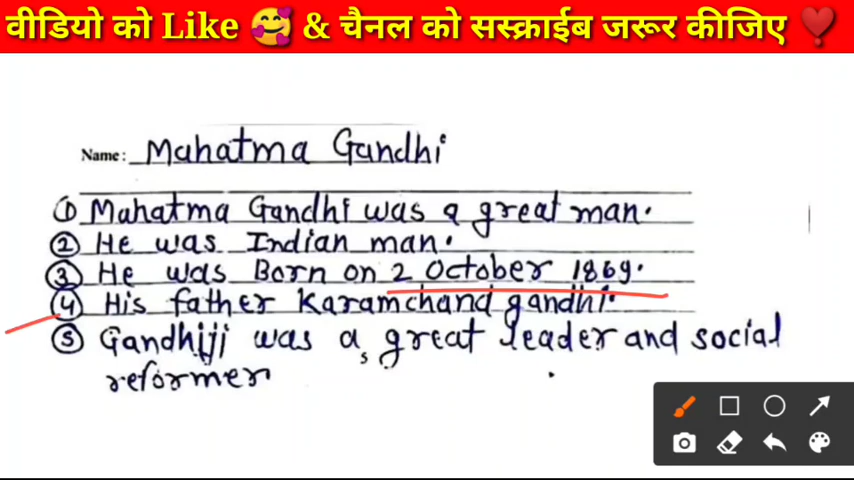 वीडियो को Like 🥰 & चैनल को सस्क्राईब जरूर कीजिए ❣️
Name: Mahatma Gandhi
① Mahatma Gandhi was a great man.
② He was Indian man.
③ He was Born on 2 October 1869.
④ His father Karamchand gandhi.
⑤ Gandhiji was a great leader and social
reformer